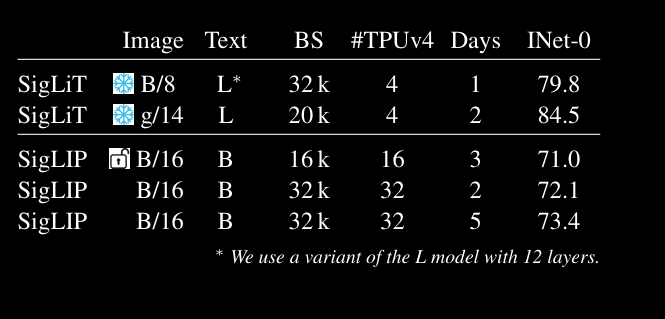 Image Text BS #TPUv4 Days INet-0
SigLiT B/8 L* 32 k 4 1 79.8
SigLiT g/14 L 20 k 4 2 84.5
SigLIP B/16 B 16 k 16 3 71.0
SigLIP B/16 B 32 k 32 2 72.1
SigLIP B/16 B 32 k 32 5 73.4
* We use a variant of the L model with 12 layers.